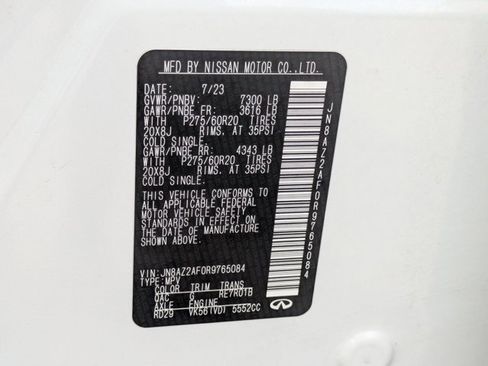 MFD BY NISSAN MOTOR CO.,LTD.
DATE: 7/23
GVWR/PNBV: 7300 LB
GAWR/PNBE FR: 3616 LB
WITH P275/60R20 TIRES
20X8J RIMS. AT 35PSI
COLD SINGLE.
GAWR/PNBE RR: 4343 LB
WITH P275/60R20 TIRES
20X8J RIMS. AT 35PSI
COLD SINGLE.
THIS VEHICLE CONFORMS
TO ALL APPLICABLE FEDERAL
MOTOR VEHICLE SAFETY
STANDARDS IN EFFECT ON
THE DATE OF MANUFACTURE
SHOWN ABOVE.
VIN: JN8AZ2AF0R9765084
TYPE: MPV
COLOR TRIM TRANS
QAC G RE7R01B
AXLE ENGINE
RD29 VK56(VD) 5552CC
JN8AZ2AF0R9765084
INFINITI